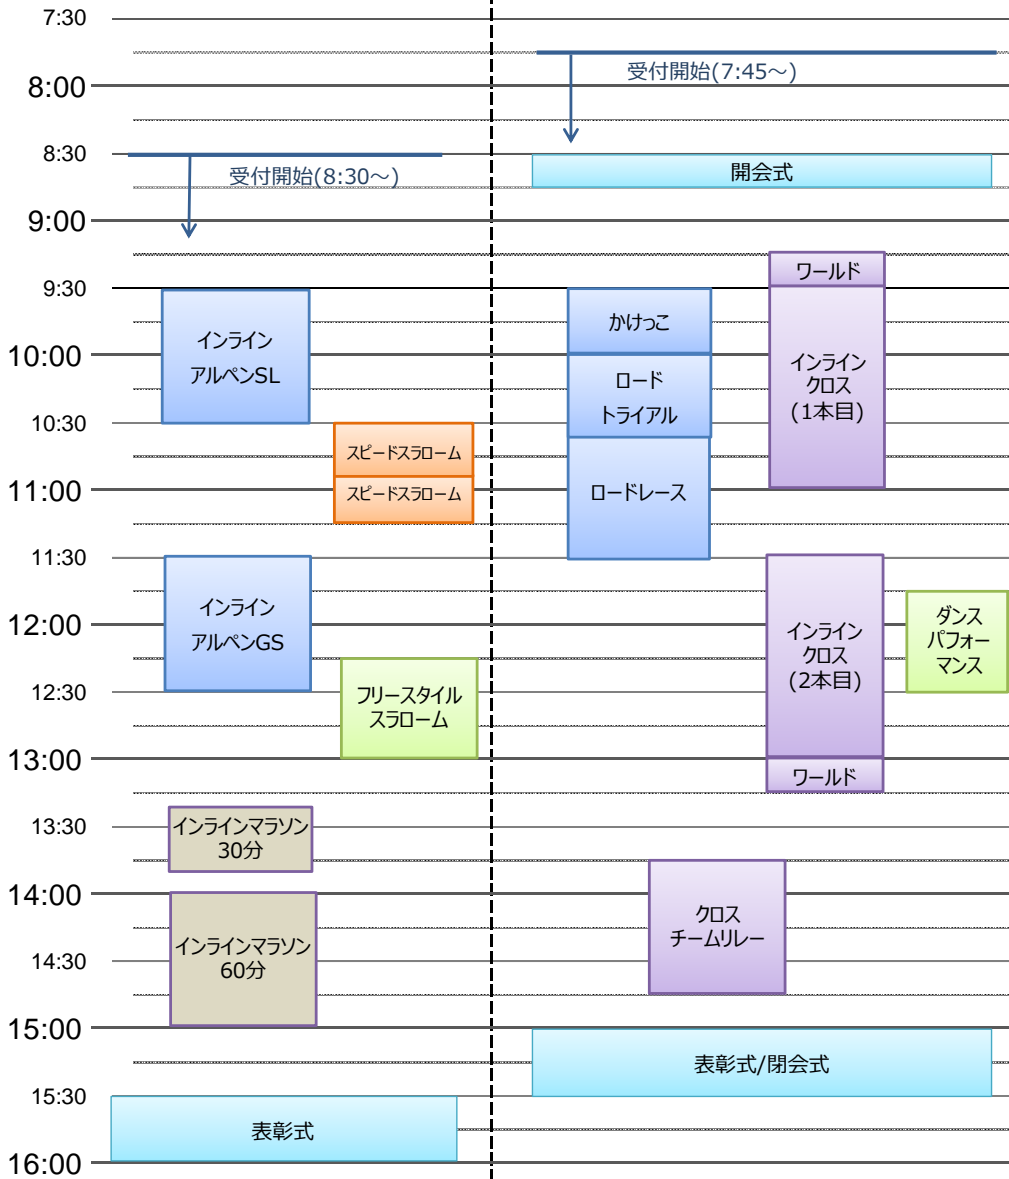 7:30
受付開始(7:45～)
8:00
8:30
受付開始(8:30～)
開会式
9:00
ワールド
9:30
かけっこ
インライン
アルペンSL
10:00
インライン
クロス
(1本目)
ロード
トライアル
10:30
スピードスラローム
スピードスラローム
11:00
ロードレース
11:30
インライン
アルペンGS
12:00
インライン
クロス
(2本目)
ダンス
パフォー
マンス
12:30
フリースタイル
スラローム
13:00
ワールド
13:30
インラインマラソン
30分
14:00
クロス
チームリレー
インラインマラソン
60分
14:30
15:00
表彰式/閉会式
15:30
表彰式
16:00